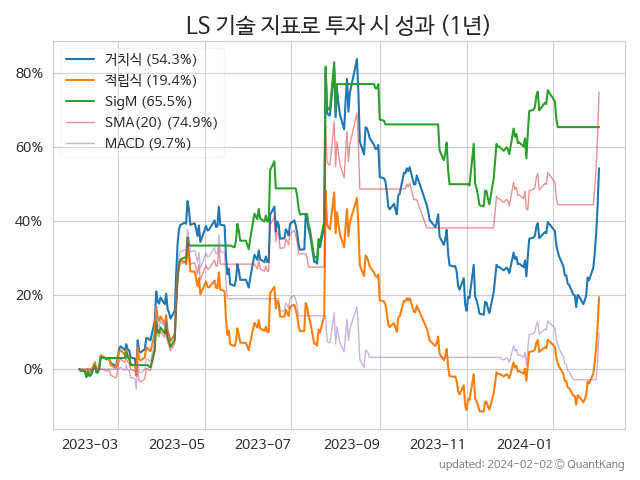 LS 기술 지표로 투자 시 성과 (1년)
거치식 (54.3%)
적립식 (19.4%)
SigM (65.5%)
SMA(20) (74.9%)
MACD (9.7%)
80%
60%
40%
20%
0%
2023-03 2023-05 2023-07 2023-09 2023-11 2024-01
updated: 2024-02-02 © QuantKang